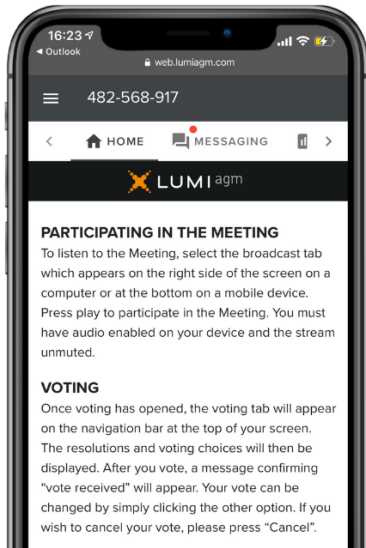 16:23
◄ Outlook
web.lumiagm.com
482-568-917
HOME
MESSAGING
LUMI agm
PARTICIPATING IN THE MEETING
To listen to the Meeting, select the broadcast tab
which appears on the right side of the screen on a
computer or at the bottom on a mobile device.
Press play to participate in the Meeting. You must
have audio enabled on your device and the stream
unmuted.
VOTING
Once voting has opened, the voting tab will appear
on the navigation bar at the top of your screen.
The resolutions and voting choices will then be
displayed. After you vote, a message confirming
“vote received” will appear. Your vote can be
changed by simply clicking the other option. If you
wish to cancel your vote, please press “Cancel”.